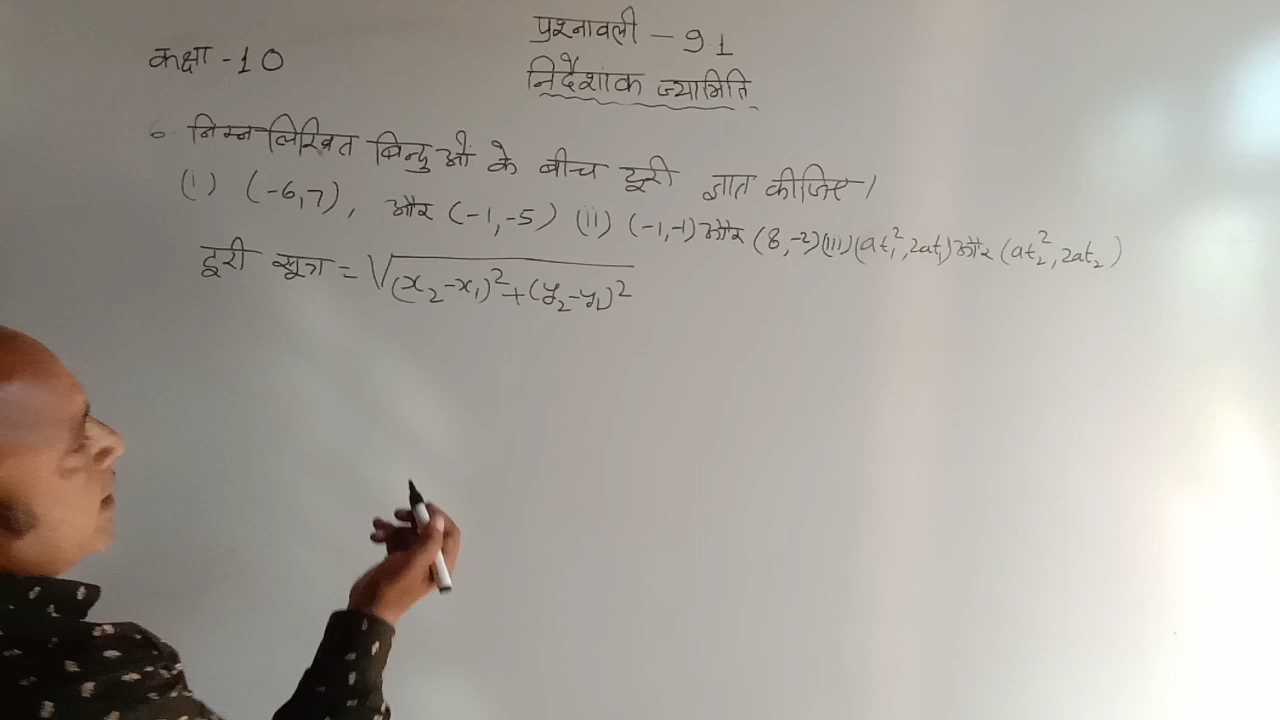 प्रश्नावली - 9.1
कक्षा - 10
निर्देशांक ज्यामिति
6. निम्नलिखित बिन्दुओं के बीच दूरी ज्ञात कीजिए।
(i) (-6,7), और (-1,-5) (ii) (-1,-1) और (8,-2) (iii) (at₁², 2at₁) और (at₂², 2at₂)
दूरी सूत्र = √(x₂-x₁)²+(y₂-y₁)²